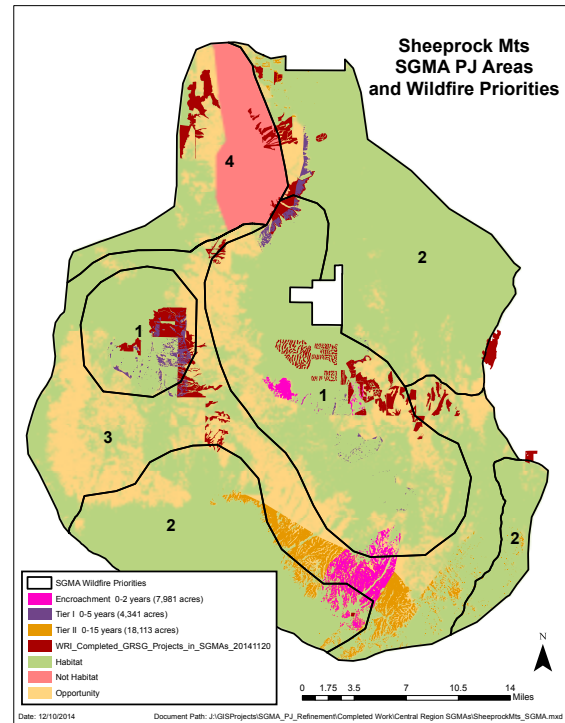 Sheeprock Mts
SGMA PJ Areas
and Wildfire Priorities
4
2
1
1
3
2
2
SGMA Wildfire Priorities
Encroachment 0-2 years (7,981 acres)
Tier I 0-5 years (4,341 acres)
Tier II 0-15 years (18,113 acres)
WRI_Completed_GRSG_Projects_in_SGMAs_20141120
Habitat
Not Habitat
Opportunity
N
0 1.75 3.5 7 10.5 14
Miles
Date: 12/10/2014 Document Path: J:\GISProjects\SGMA_PJ_Refinement\Completed Work\Central Region SGMAs\SheeprockMts_SGMA.mxd